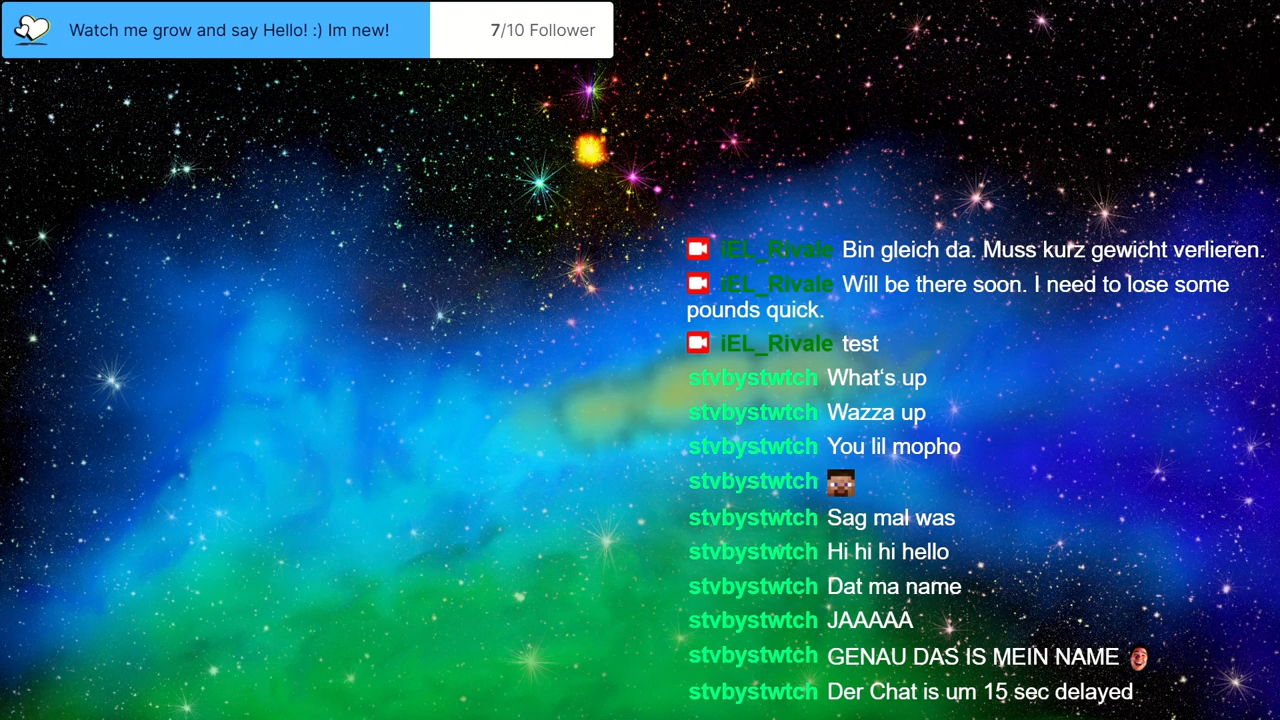 Watch me grow and say Hello! :) Im new!
7/10 Follower
iEL_Rivale Bin gleich da. Muss kurz gewicht verlieren.
iEL_Rivale Will be there soon. I need to lose some
pounds quick.
iEL_Rivale test
stvbystwtch What‘s up
stvbystwtch Wazza up
stvbystwtch You lil mopho
stvbystwtch
stvbystwtch Sag mal was
stvbystwtch Hi hi hi hello
stvbystwtch Dat ma name
stvbystwtch JAAAAA
stvbystwtch GENAU DAS IS MEIN NAME
stvbystwtch Der Chat is um 15 sec delayed